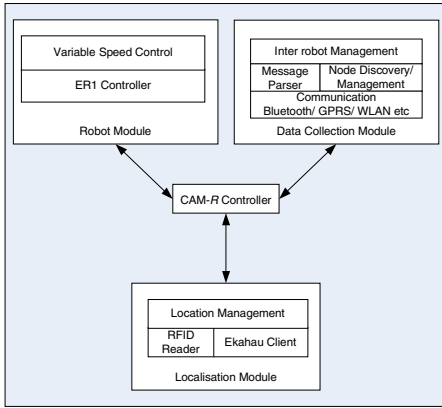 Variable Speed Control
ER1 Controller
Robot Module
Inter robot Management
Message
Parser
Node Discovery/
Management
Communication
Bluetooth/ GPRS/ WLAN etc
Data Collection Module
CAM-R Controller
Location Management
RFID
Reader
Ekahau Client
Localisation Module